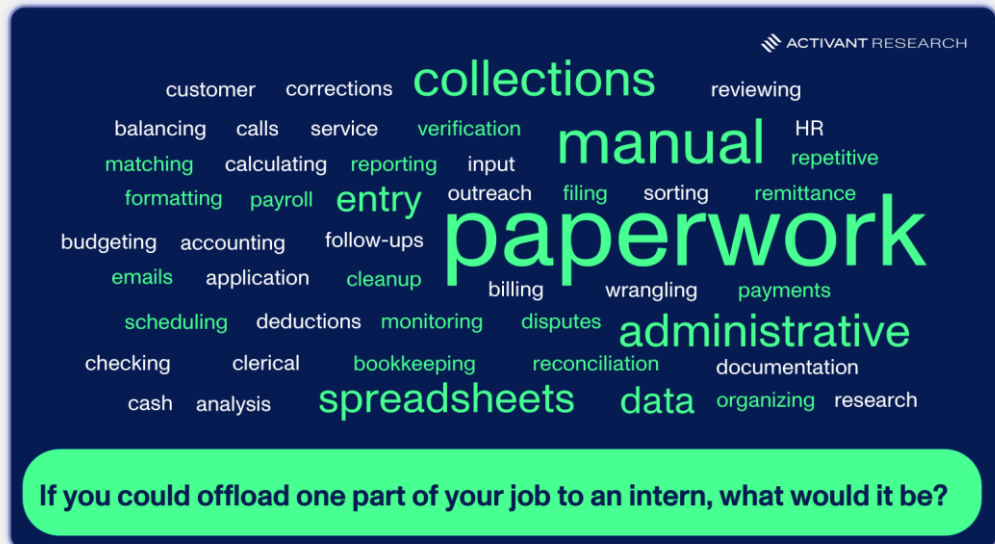 ACTIVANT RESEARCH
customer corrections collections reviewing
balancing calls service verification manual HR
matching calculating reporting input repetitive
formatting payroll entry outreach filing sorting remittance
budgeting accounting follow-ups paperwork
emails application cleanup billing wrangling payments
scheduling deductions monitoring disputes administrative
checking clerical bookkeeping reconciliation documentation
cash analysis spreadsheets data organizing research
If you could offload one part of your job to an intern, what would it be?